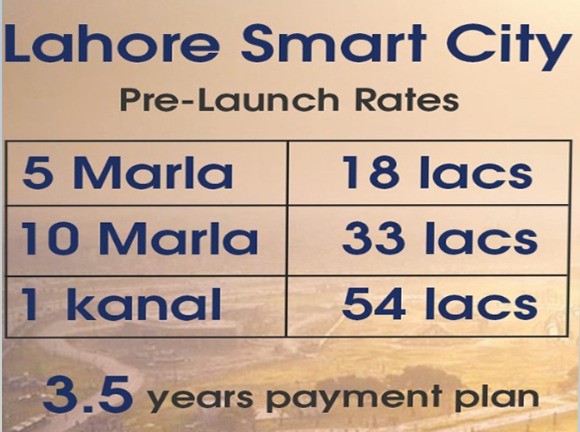 Lahore Smart City
Pre-Launch Rates
5 Marla 18 lacs
10 Marla 33 lacs
1 kanal 54 lacs
3.5 years payment plan